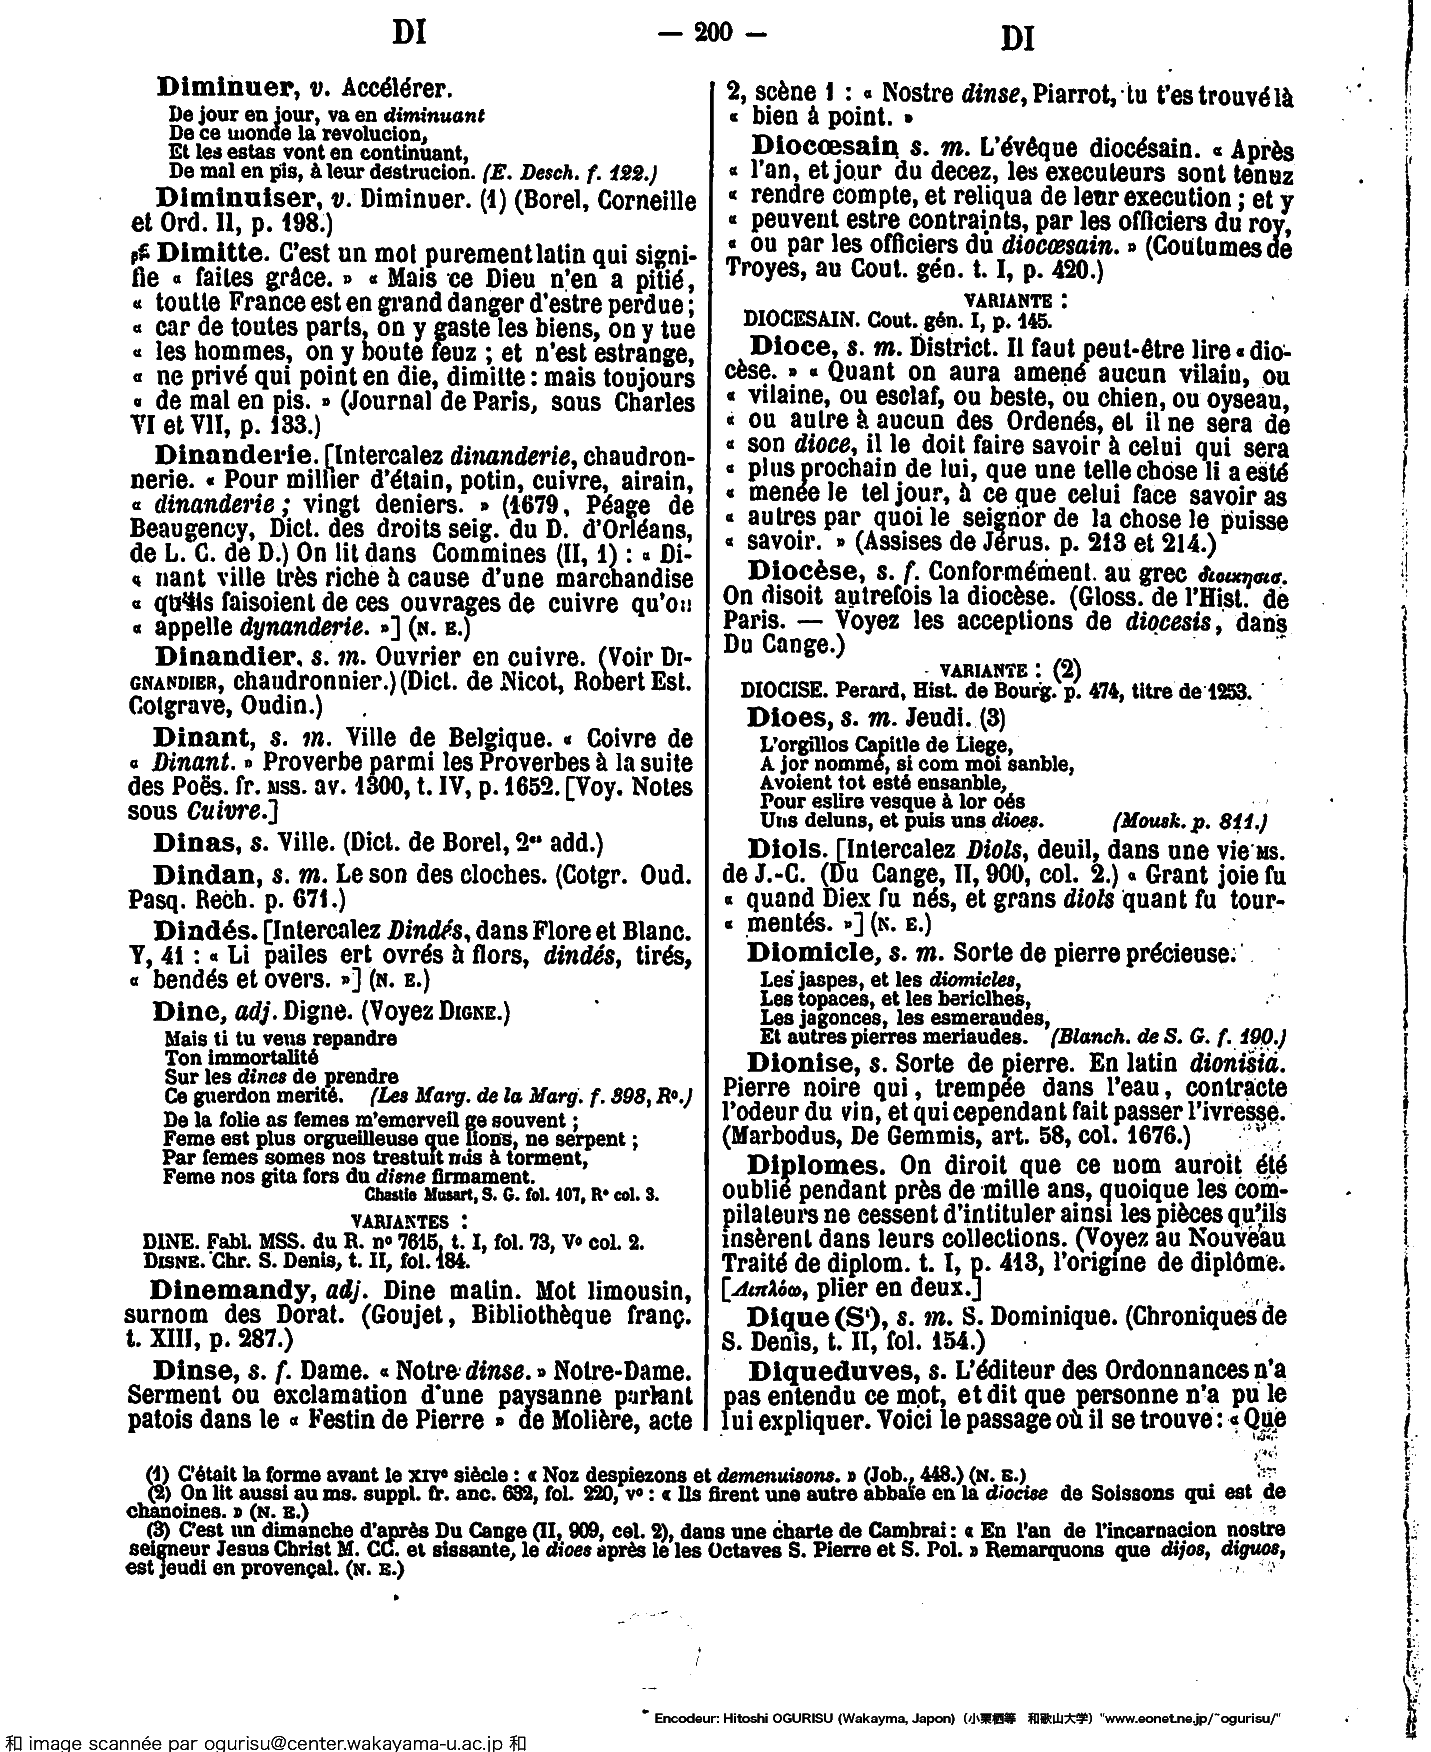 DI
— 200 —
DI
Diminuer, v. Accélérer.
De jour en jour, va en diminuant
De ce monde la revolucion,
Et les estas vont en continuant,
De mal en pis, à leur destrucion. (E. Desch. f. 122.)
Diminuiser, v. Diminuer. (1) (Borel, Corneille
et Ord. II, p. 198.)
Dimitte. C'est un mot purement latin qui signi-
fie « faites grâce. » « Mais ce Dieu n'en a pitié,
« toutte France est en grand danger d'estre perdue ;
« car de toutes parts, on y gaste les biens, on y tue
« les hommes, on y boute feuz ; et n'est estrange,
« ne privé qui point en die, dimitte : mais toujours
« de mal en pis. » (Journal de Paris, sous Charles
VI et VII, p. 133.)
Dinanderie. [Intercalez dinanderie, chaudron-
nerie. « Pour millier d'étain, potin, cuivre, airain,
« dinanderie ; vingt deniers. » (1679, Péage de
Beaugency, Dict. des droits seig. du D. d'Orléans,
de L. C. de D.) On lit dans Commines (II, 1) : « Di-
« nant ville très riche à cause d'une marchandise
« qu'ils faisoient de ces ouvrages de cuivre qu'on
« appelle dynanderie. »] (N. E.)
Dinandier, s. m. Ouvrier en cuivre. (Voir DI-
GNANDIER, chaudronnier.) (Dict. de Nicot, Robert Est.
Cotgrave, Oudin.)
Dinant, s. m. Ville de Belgique. « Coivre de
« Dinant. » Proverbe parmi les Proverbes à la suite
des Poës. fr. MSS. av. 1300, t. IV, p. 1652. [Voy. Notes
sous Cuivre.]
Dinas, s. Ville. (Dict. de Borel, 2es add.)
Dindan, s. m. Le son des cloches. (Cotgr. Oud.
Pasq. Rech. p. 671.)
Dindés. [Intercalez Dindés, dans Flore et Blanc.
V, 41 : « Li pailes ert ovrés à flors, dindés, tirés,
« bendés et overs. »] (N. E.)
Dine, adj. Digne. (Voyez DIGNE.)
Mais ti tu veus repandre
Ton immortalité
Sur les dines de prendre
Ce guerdon merité. (Les Marg. de la Marg. f. 398, Rº.)
De la folie as femes m'emerveil ge souvent ;
Feme est plus orgueilleuse que lions, ne serpent ;
Par femes somes nos trestuit mis à torment,
Feme nos gita fors du disne firmament.
Chastie Musart, S. G. fol. 107, Rº col. 3.
VARIANTES :
DINE. Fabl. MSS. du R. nº 7615, t. I, fol. 73, Vº col. 2.
DISNE. Chr. S. Denis, t. II, fol. 184.
Dinemandy, adj. Dine matin. Mot limousin,
surnom des Dorat. (Goujet, Bibliothèque franç.
t. XIII, p. 287.)
Dinse, s. f. Dame. « Notre dinse. » Notre-Dame.
Serment ou exclamation d'une paysanne parlant
patois dans le « Festin de Pierre » de Molière, acte
2, scène 1 : « Nostre dinse, Piarrot, tu t'es trouvé là
« bien à point. »
Diocœsain s. m. L'évêque diocésain. « Après
« l'an, et jour du decez, les executeurs sont tenuz
« rendre compte, et reliqua de leur execution ; et y
« peuvent estre contraints, par les officiers du roy,
« ou par les officiers du diocœsain. » (Coutumes de
Troyes, au Cout. gén. t. I, p. 420.)
VARIANTE :
DIOCESAIN. Cout. gén. I, p. 145.
Dioce, s. m. District. Il faut peut-être lire « dio-
cèse. » « Quant on aura amené aucun vilain, ou
« vilaine, ou esclaf, ou beste, ou chien, ou oyseau,
« ou autre à aucun des Ordenés, et il ne sera de
« son dioce, il le doit faire savoir à celui qui sera
« plus prochain de lui, que une telle chose li a esté
« menée le tel jour, à ce que celui face savoir as
« autres par quoi le seignor de la chose le puisse
« savoir. » (Assises de Jérus. p. 213 et 214.)
Diocèse, s. f. Conformément au grec διοικησισ.
On disoit autrefois la diocèse. (Gloss. de l'Hist. de
Paris. — Voyez les acceptions de diocesis, dans
Du Cange.)
VARIANTE : (2)
DIOCISE. Perard, Hist. de Bourg. p. 474, titre de 1253.
Dioes, s. m. Jeudi. (3)
L'orgillos Capitle de Liege,
A jor nommé, si com moi sanble,
Avoient tot esté ensanble,
Pour eslire vesque à lor oés
Uns deluns, et puis uns dioes. (Mousk. p. 811.)
Diols. [Intercalez Diols, deuil, dans une vie MS.
de J.-C. (Du Cange, II, 900, col. 2.) « Grant joie fu
« quand Diex fu nés, et grans diols quant fu tour-
« mentés. »] (N. E.)
Diomicle, s. m. Sorte de pierre précieuse.
Les jaspes, et les diomicles,
Les topaces, et les bericlhes,
Les jagonces, les esmeraudes,
Et autres pierres meriaudes. (Blanch. de S. G. f. 190.)
Dionise, s. Sorte de pierre. En latin dionisia.
Pierre noire qui, trempée dans l'eau, contracte
l'odeur du vin, et qui cependant fait passer l'ivresse.
(Marbodus, De Gemmis, art. 58, col. 1676.)
Diplomes. On diroit que ce nom auroit été
oublié pendant près de mille ans, quoique les com-
pilateurs ne cessent d'intituler ainsi les pièces qu'ils
insèrent dans leurs collections. (Voyez au Nouveau
Traité de diplom. t. I, p. 413, l'origine de diplôme.
[Διπλόω, plier en deux.]
Dique (St), s. m. S. Dominique. (Chroniques de
S. Denis, t. II, fol. 154.)
Diqueduves, s. L'éditeur des Ordonnances n'a
pas entendu ce mot, et dit que personne n'a pu le
lui expliquer. Voici le passage où il se trouve : « Que
(1) C'était la forme avant le XIVe siècle : « Noz despiezons et demenuisons. » (Job., 448.) (N. E.)
(2) On lit aussi au ms. suppl. fr. anc. 632, fol. 220, vº : « Ils firent une autre abbaïe en la diocise de Soissons qui est de
chanoines. » (N. E.)
(3) C'est un dimanche d'après Du Cange (II, 909, col. 2), dans une charte de Cambrai : « En l'an de l'incarnacion nostre
seigneur Jesus Christ M. CC. et sissante, le dioes après le les Octaves S. Pierre et S. Pol. » Remarquons que dijos, diguos,
est jeudi en provençal. (N. E.)
Encodeur: Hitoshi OGURISU (Wakayma, Japon) (小栗栖等 和歌山大学) "www.eonet.ne.jp/~ogurisu/"
和 image scannée par ogurisu@center.wakayama-u.ac.jp 和